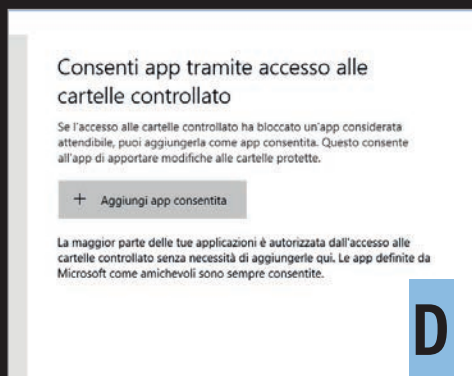 Consenti app tramite accesso alle
cartelle controllato
Se l'accesso alle cartelle controllato ha bloccato un'app considerata
attendibile, puoi aggiungerla come app consentita. Questo consente
all'app di apportare modifiche alle cartelle protette.
+ Aggiungi app consentita
La maggior parte delle tue applicazioni è autorizzata dall'accesso alle
cartelle controllato senza necessità di aggiungerle qui. Le app definite da
Microsoft come amichevoli sono sempre consentite.
D